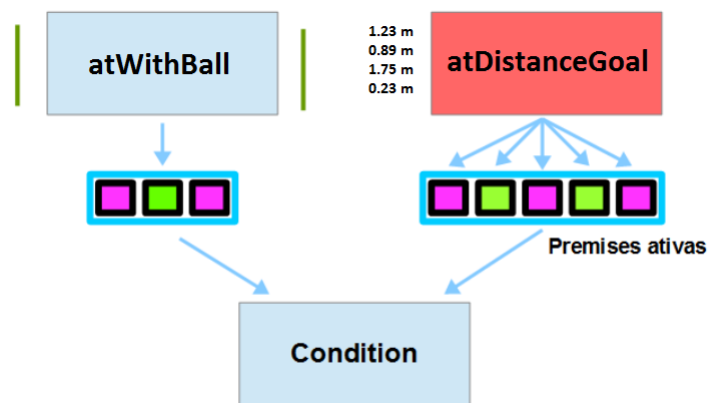 atWithBall
1.23 m
0.89 m
1.75 m
0.23 m
atDistanceGoal
Premises ativas
Condition